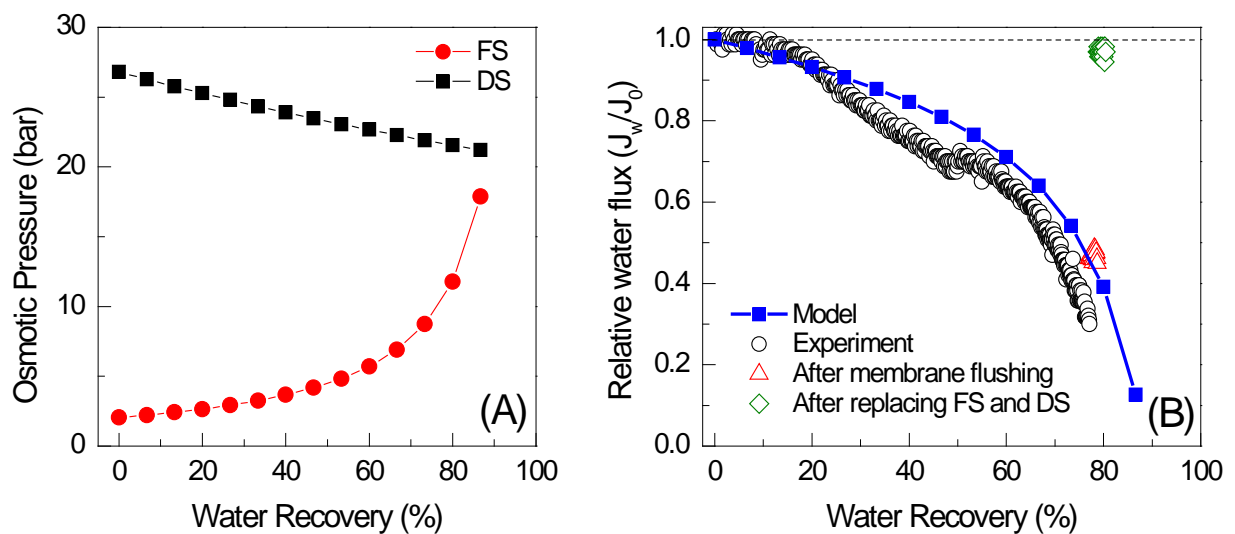 30
20
10
0
Osmotic Pressure (bar)
FS
DS
(A)
0 20 40 60 80 100
Water Recovery (%)
1.0
0.8
0.6
0.4
0.2
0.0
Relative water flux (J_w/J_0)
Model
Experiment
After membrane flushing
After replacing FS and DS
(B)
0 20 40 60 80 100
Water Recovery (%)